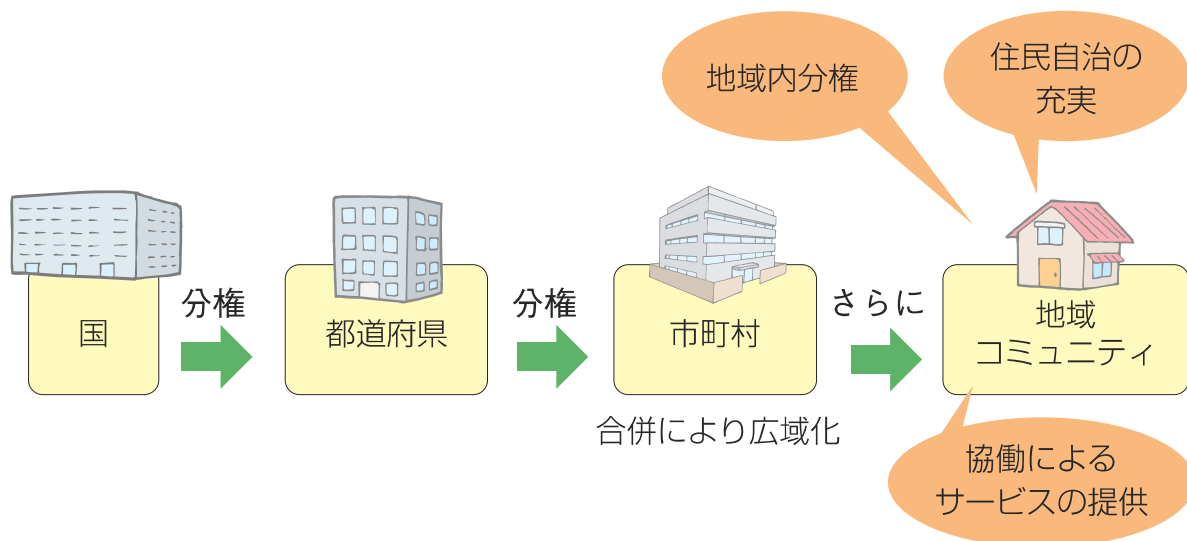 地域内分権
住民自治の
充実
国
分権
都道府県
分権
市町村
さらに
地域
コミュニティ
合併により広域化
協働による
サービスの提供